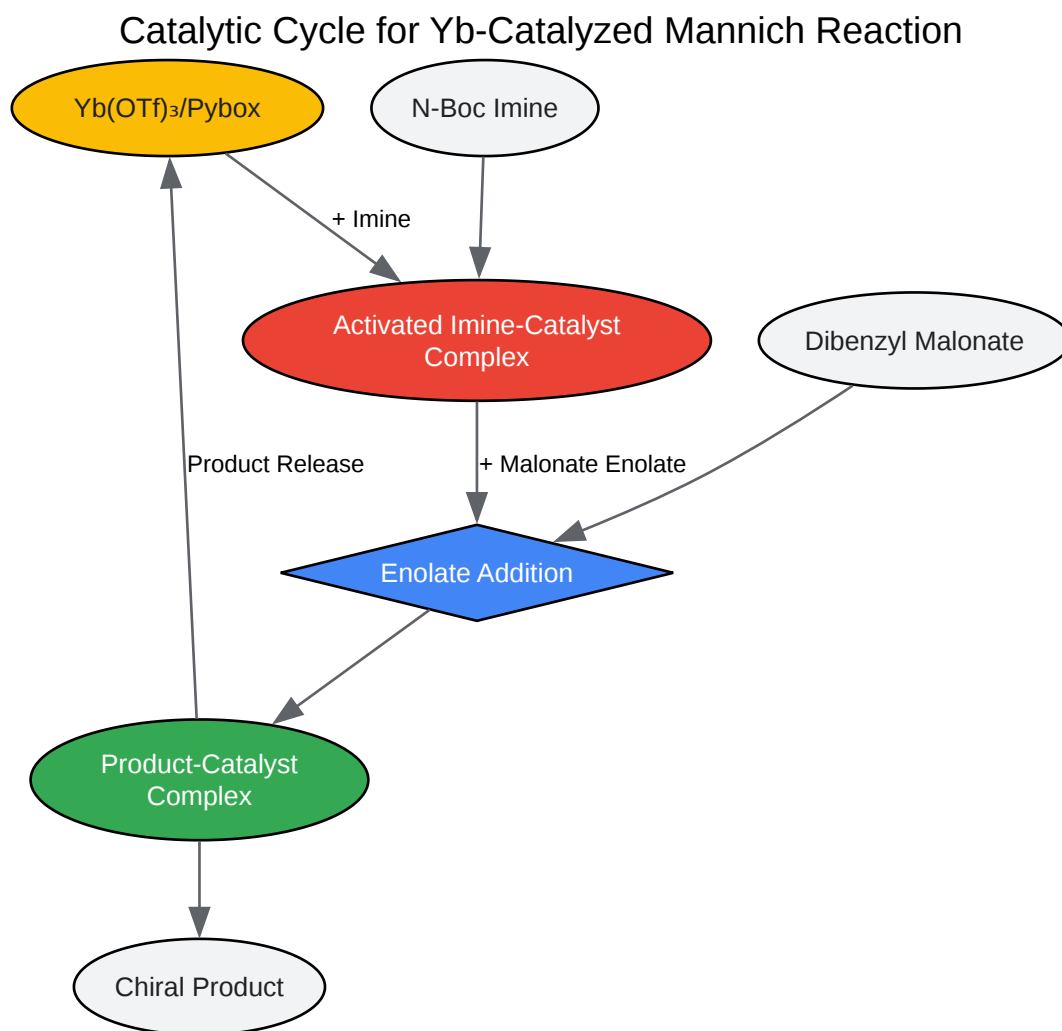 Catalytic Cycle for Yb-Catalyzed Mannich Reaction
Yb(OTf)₃/Pybox
N-Boc Imine
+ Imine
Activated Imine-Catalyst
Complex
Dibenzyl Malonate
Product Release
+ Malonate Enolate
Enolate Addition
Product-Catalyst
Complex
Chiral Product